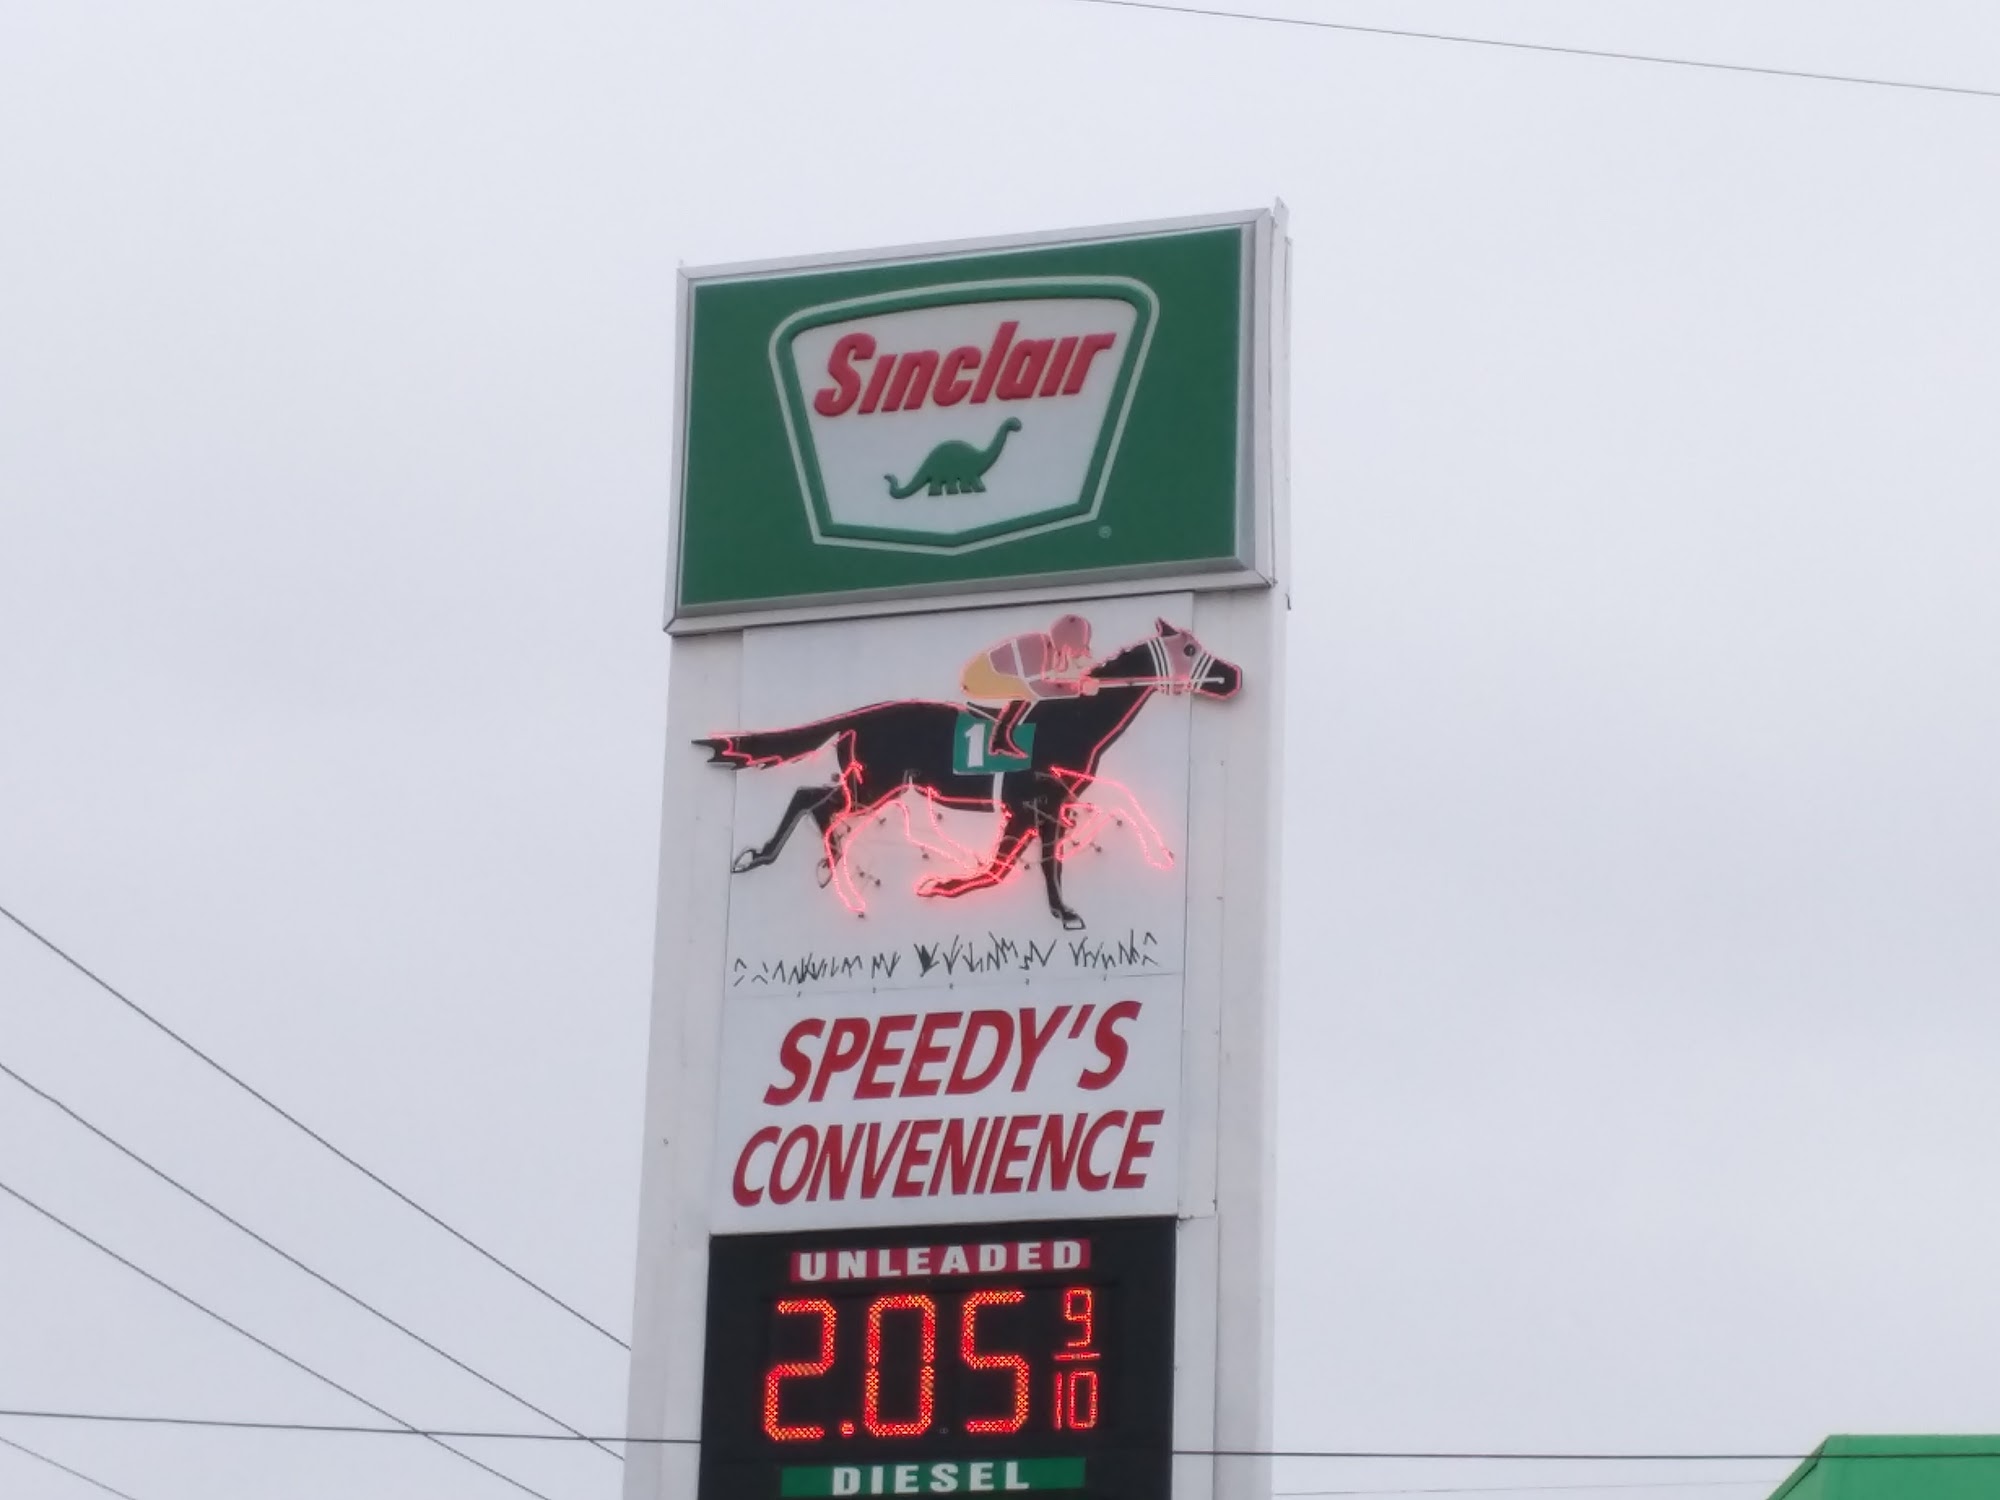 Sinclair
®
1
SPEEDY'S
CONVENIENCE
UNLEADED
2.05 9/10
DIESEL